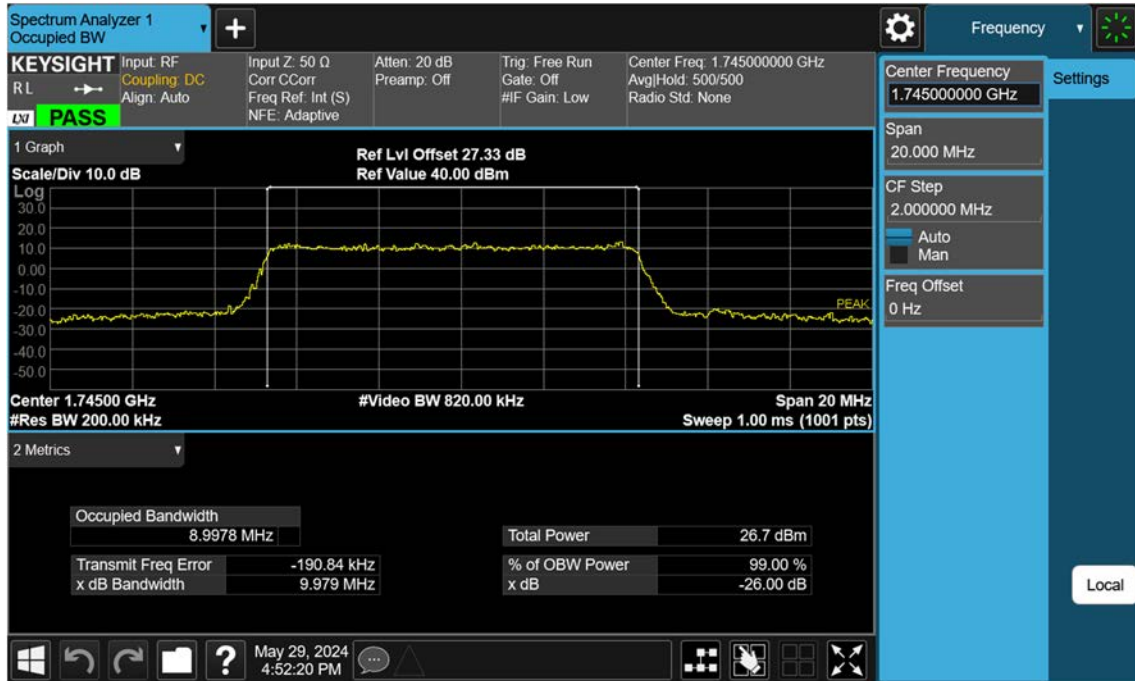 Spectrum Analyzer 1
Occupied BW
Frequency
KEYSIGHT
RL
LXI
PASS
Input: RF
Coupling: DC
Align: Auto
Input Z: 50 Ω
Corr CCorr
Freq Ref: Int (S)
NFE: Adaptive
Atten: 20 dB
Preamp: Off
Trig: Free Run
Gate: Off
#IF Gain: Low
Center Freq: 1.745000000 GHz
Avg|Hold: 500/500
Radio Std: None
Center Frequency
1.745000000 GHz
Settings
Span
20.000 MHz
CF Step
2.000000 MHz
Auto
Man
Freq Offset
0 Hz
Local
1 Graph
Scale/Div 10.0 dB
Ref Lvl Offset 27.33 dB
Ref Value 40.00 dBm
Log
30.0
20.0
10.0
0.00
-10.0
-20.0
-30.0
-40.0
-50.0
PEAK
Center 1.74500 GHz
#Video BW 820.00 kHz
Span 20 MHz
#Res BW 200.00 kHz
Sweep 1.00 ms (1001 pts)
2 Metrics
Occupied Bandwidth
8.9978 MHz
Total Power 26.7 dBm
Transmit Freq Error -190.84 kHz
% of OBW Power 99.00 %
x dB Bandwidth 9.979 MHz
x dB -26.00 dB
?
May 29, 2024
4:52:20 PM